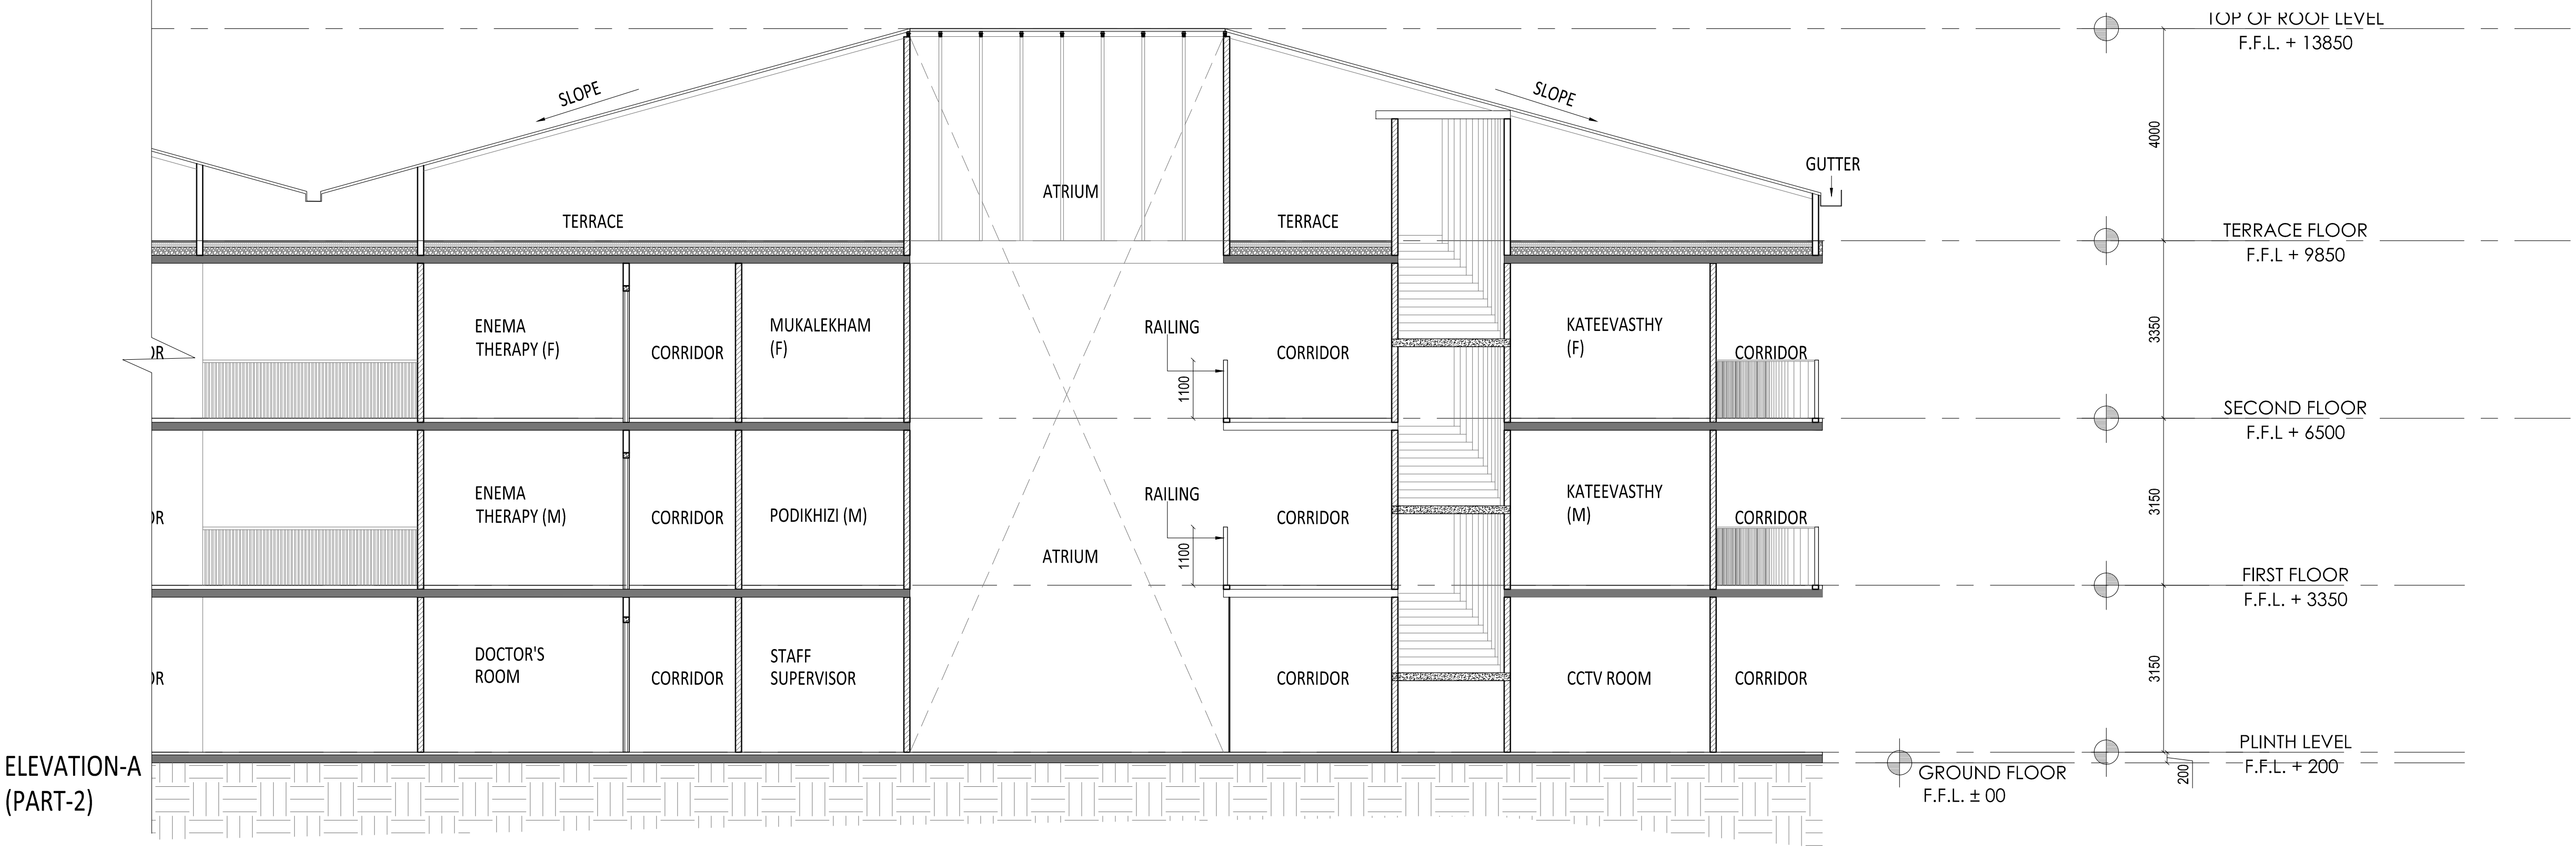 TOP OF ROOF LEVEL
F.F.L. + 13850
SLOPE
SLOPE
4000
GUTTER
ATRIUM
TERRACE
TERRACE
TERRACE FLOOR
F.F.L + 9850
ENEMA
THERAPY (F)
CORRIDOR
MUKALEKHAM
(F)
RAILING
1100
CORRIDOR
KATEEVASTHY
(F)
CORRIDOR
3350
SECOND FLOOR
F.F.L + 6500
ENEMA
THERAPY (M)
CORRIDOR
PODIKHIZI (M)
RAILING
1100
ATRIUM
CORRIDOR
KATEEVASTHY
(M)
CORRIDOR
3150
FIRST FLOOR
F.F.L. + 3350
DOCTOR'S
ROOM
CORRIDOR
STAFF
SUPERVISOR
CORRIDOR
CCTV ROOM
CORRIDOR
3150
PLINTH LEVEL
F.F.L. + 200
200
GROUND FLOOR
F.F.L. ± 00
ELEVATION-A
(PART-2)